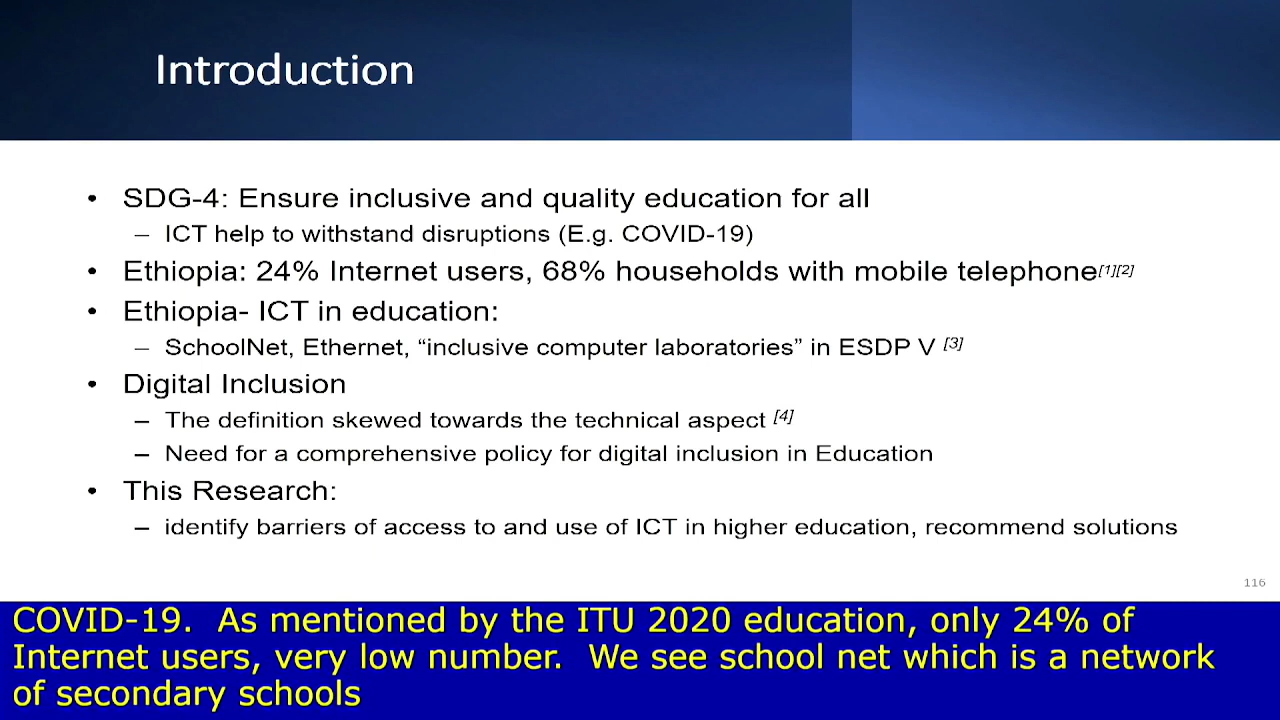 Introduction
• SDG-4: Ensure inclusive and quality education for all
– ICT help to withstand disruptions (E.g. COVID-19)
• Ethiopia: 24% Internet users, 68% households with mobile telephone[1][2]
• Ethiopia- ICT in education:
– SchoolNet, Ethernet, “inclusive computer laboratories” in ESDP V [3]
• Digital Inclusion
– The definition skewed towards the technical aspect [4]
– Need for a comprehensive policy for digital inclusion in Education
• This Research:
– identify barriers of access to and use of ICT in higher education, recommend solutions
116
COVID-19.  As mentioned by the ITU 2020 education, only 24% of
Internet users, very low number.  We see school net which is a network
of secondary schools